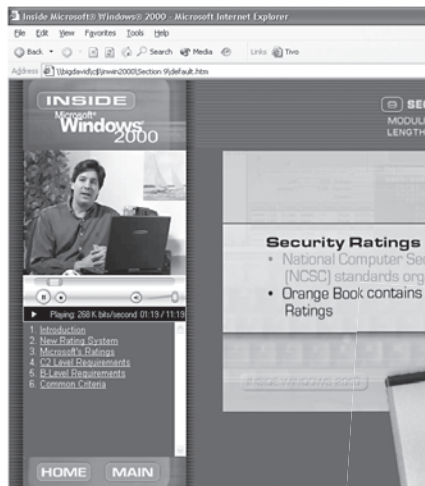 Inside Microsoft® Windows® 2000 - Microsoft Internet Explorer
File Edit View Favorites Tools Help
Back Search Media Links Tivo
Address \\bigdavid\c$\inwin2000\Section 9\default.htm
INSIDE
Microsoft®
Windows
2000
MODUL
LENGTH
Security Ratings
• National Computer Sec
(NCSC) standards org
• Orange Book contains
Ratings
Playing: 268 K bits/second 01:19 / 11:19
1. Introduction
2. New Rating System
3. Microsoft's Ratings
4. C2 Level Requirements
5. B-Level Requirements
6. Common Criteria
INSIDE WINDOWS 2000
HOME MAIN